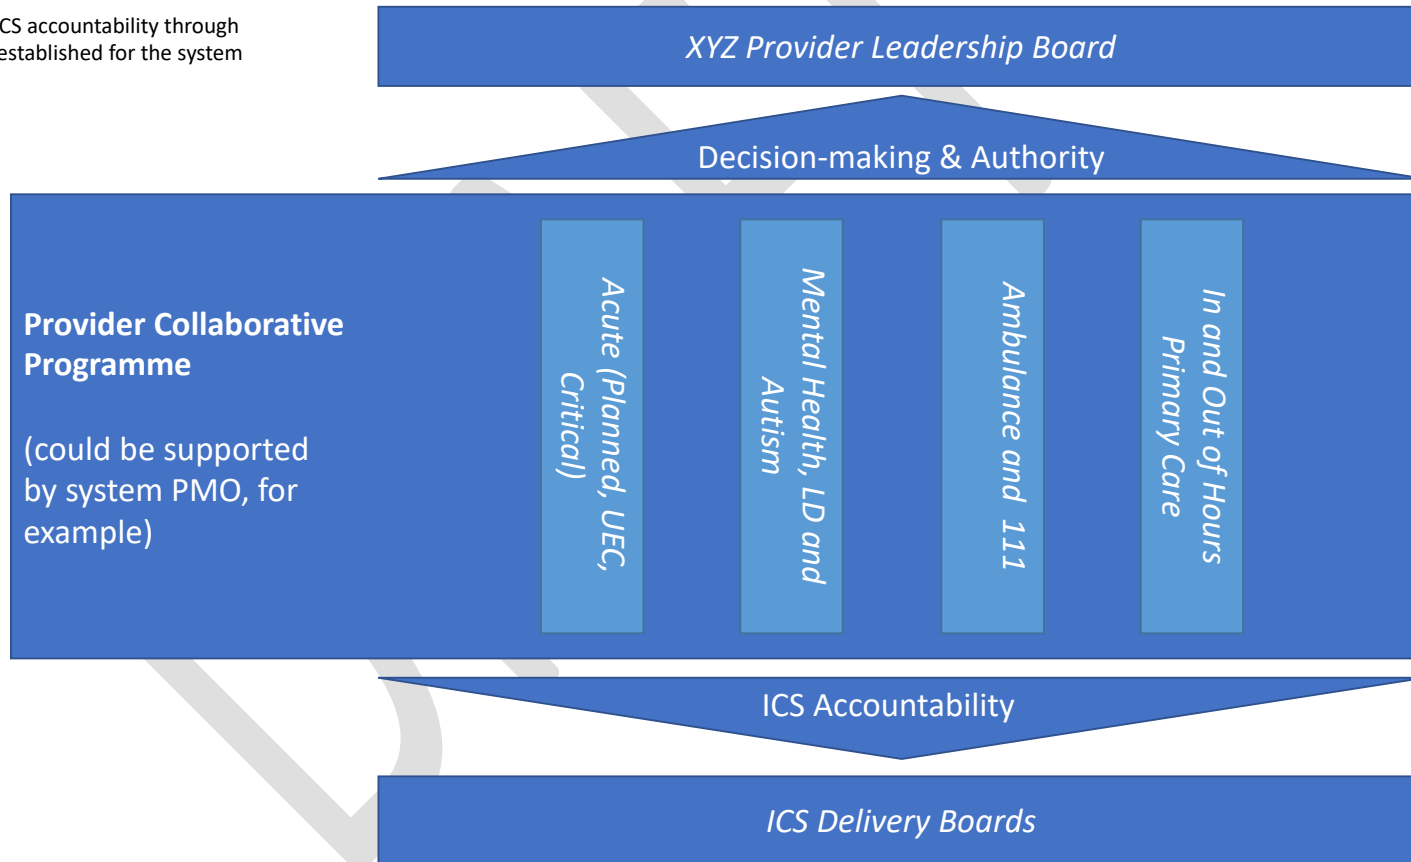 CS accountability through
established for the system
XYZ Provider Leadership Board
Decision-making & Authority
Provider Collaborative
Programme
(could be supported
by system PMO, for
example)
Acute (Planned, UEC,
Critical)
Mental Health, LD and
Autism
Ambulance and 111
In and Out of Hours
Primary Care
ICS Accountability
ICS Delivery Boards